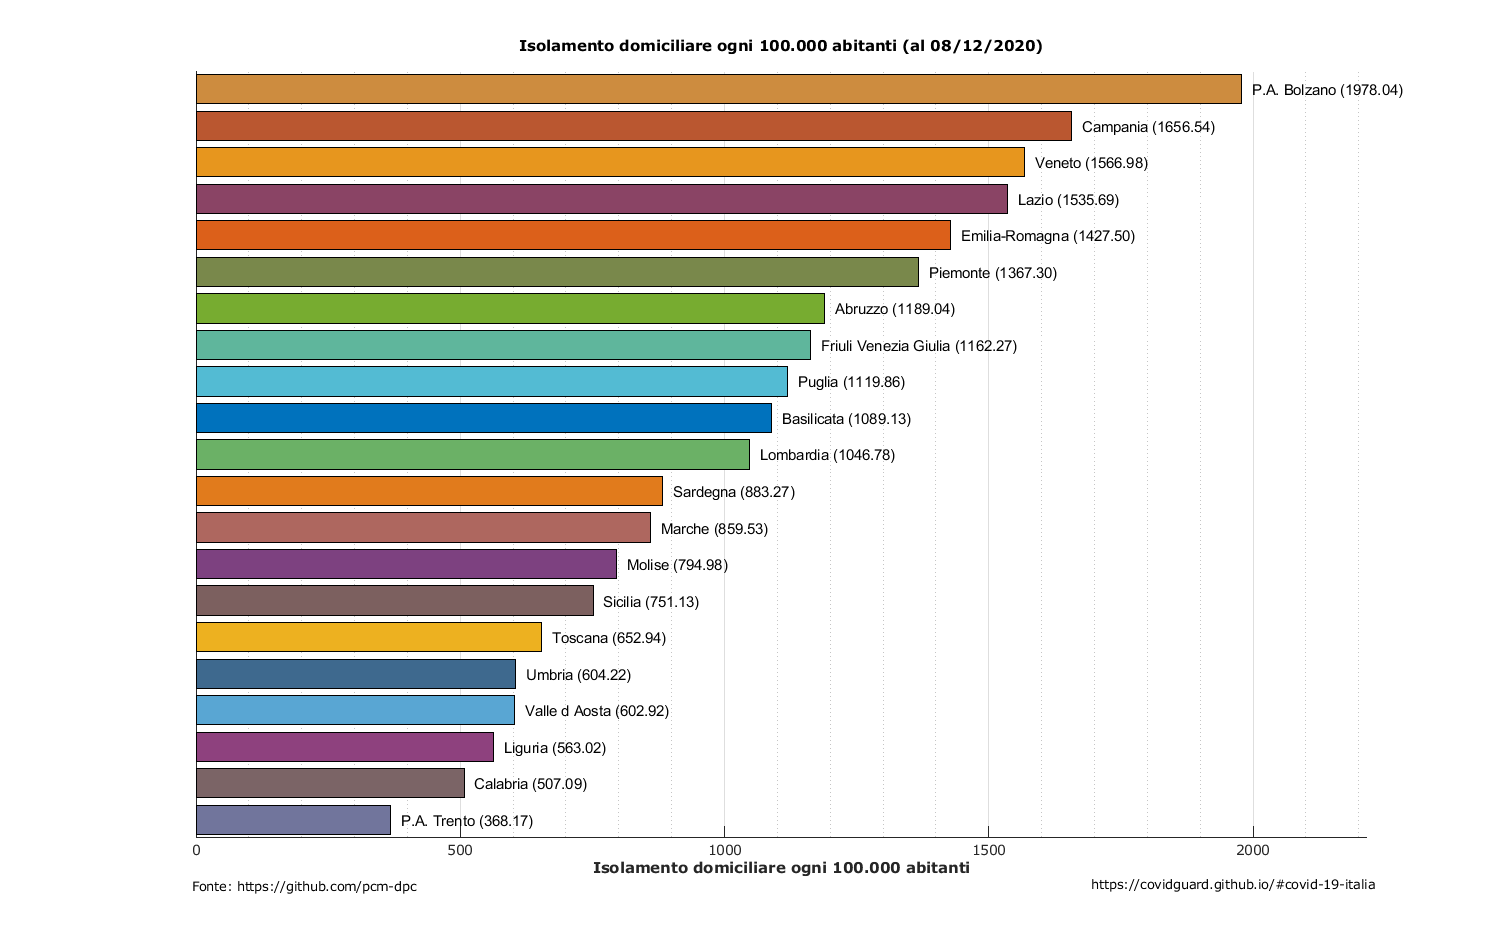 Isolamento domiciliare ogni 100.000 abitanti (al 08/12/2020)
P.A. Bolzano (1978.04)
Campania (1656.54)
Veneto (1566.98)
Lazio (1535.69)
Emilia-Romagna (1427.50)
Piemonte (1367.30)
Abruzzo (1189.04)
Friuli Venezia Giulia (1162.27)
Puglia (1119.86)
Basilicata (1089.13)
Lombardia (1046.78)
Sardegna (883.27)
Marche (859.53)
Molise (794.98)
Sicilia (751.13)
Toscana (652.94)
Umbria (604.22)
Valle d Aosta (602.92)
Liguria (563.02)
Calabria (507.09)
P.A. Trento (368.17)
0 500 1000 1500 2000
Isolamento domiciliare ogni 100.000 abitanti
Fonte: https://github.com/pcm-dpc
https://covidguard.github.io/#covid-19-italia